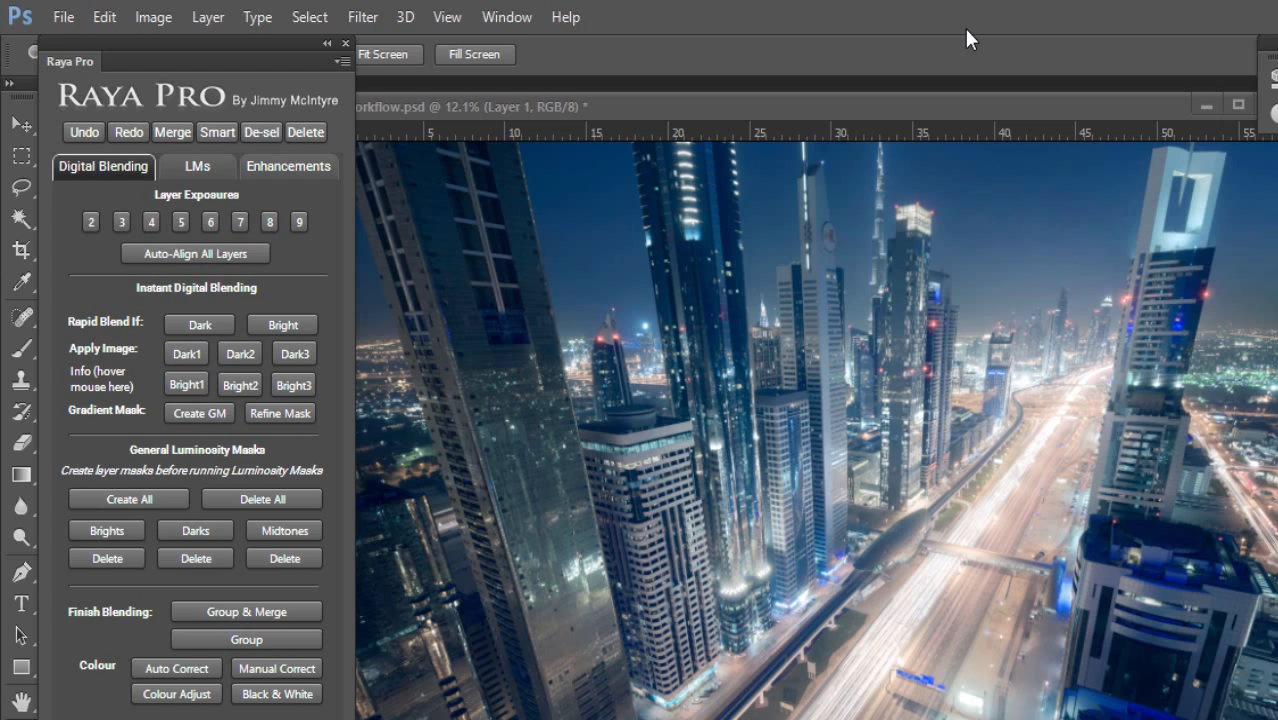 Ps File Edit Image Layer Type Select Filter 3D View Window Help
Fit Screen Fill Screen
Raya Pro
RAYA PRO By Jimmy McIntyre
orkflow.psd @ 12.1% (Layer 1, RGB/8) *
Undo Redo Merge Smart De-sel Delete
5 10 15 20 25 30 35 40 45 50 55
Digital Blending LMs Enhancements
Layer Exposures
2 3 4 5 6 7 8 9
Auto-Align All Layers
Instant Digital Blending
Rapid Blend If: Dark Bright
Apply Image: Dark1 Dark2 Dark3
Info (hover
mouse here) Bright1 Bright2 Bright3
Gradient Mask: Create GM Refine Mask
General Luminosity Masks
Create layer masks before running Luminosity Masks
Create All Delete All
Brights Darks Midtones
Delete Delete Delete
Finish Blending: Group & Merge
Group
Colour Auto Correct Manual Correct
Colour Adjust Black & White